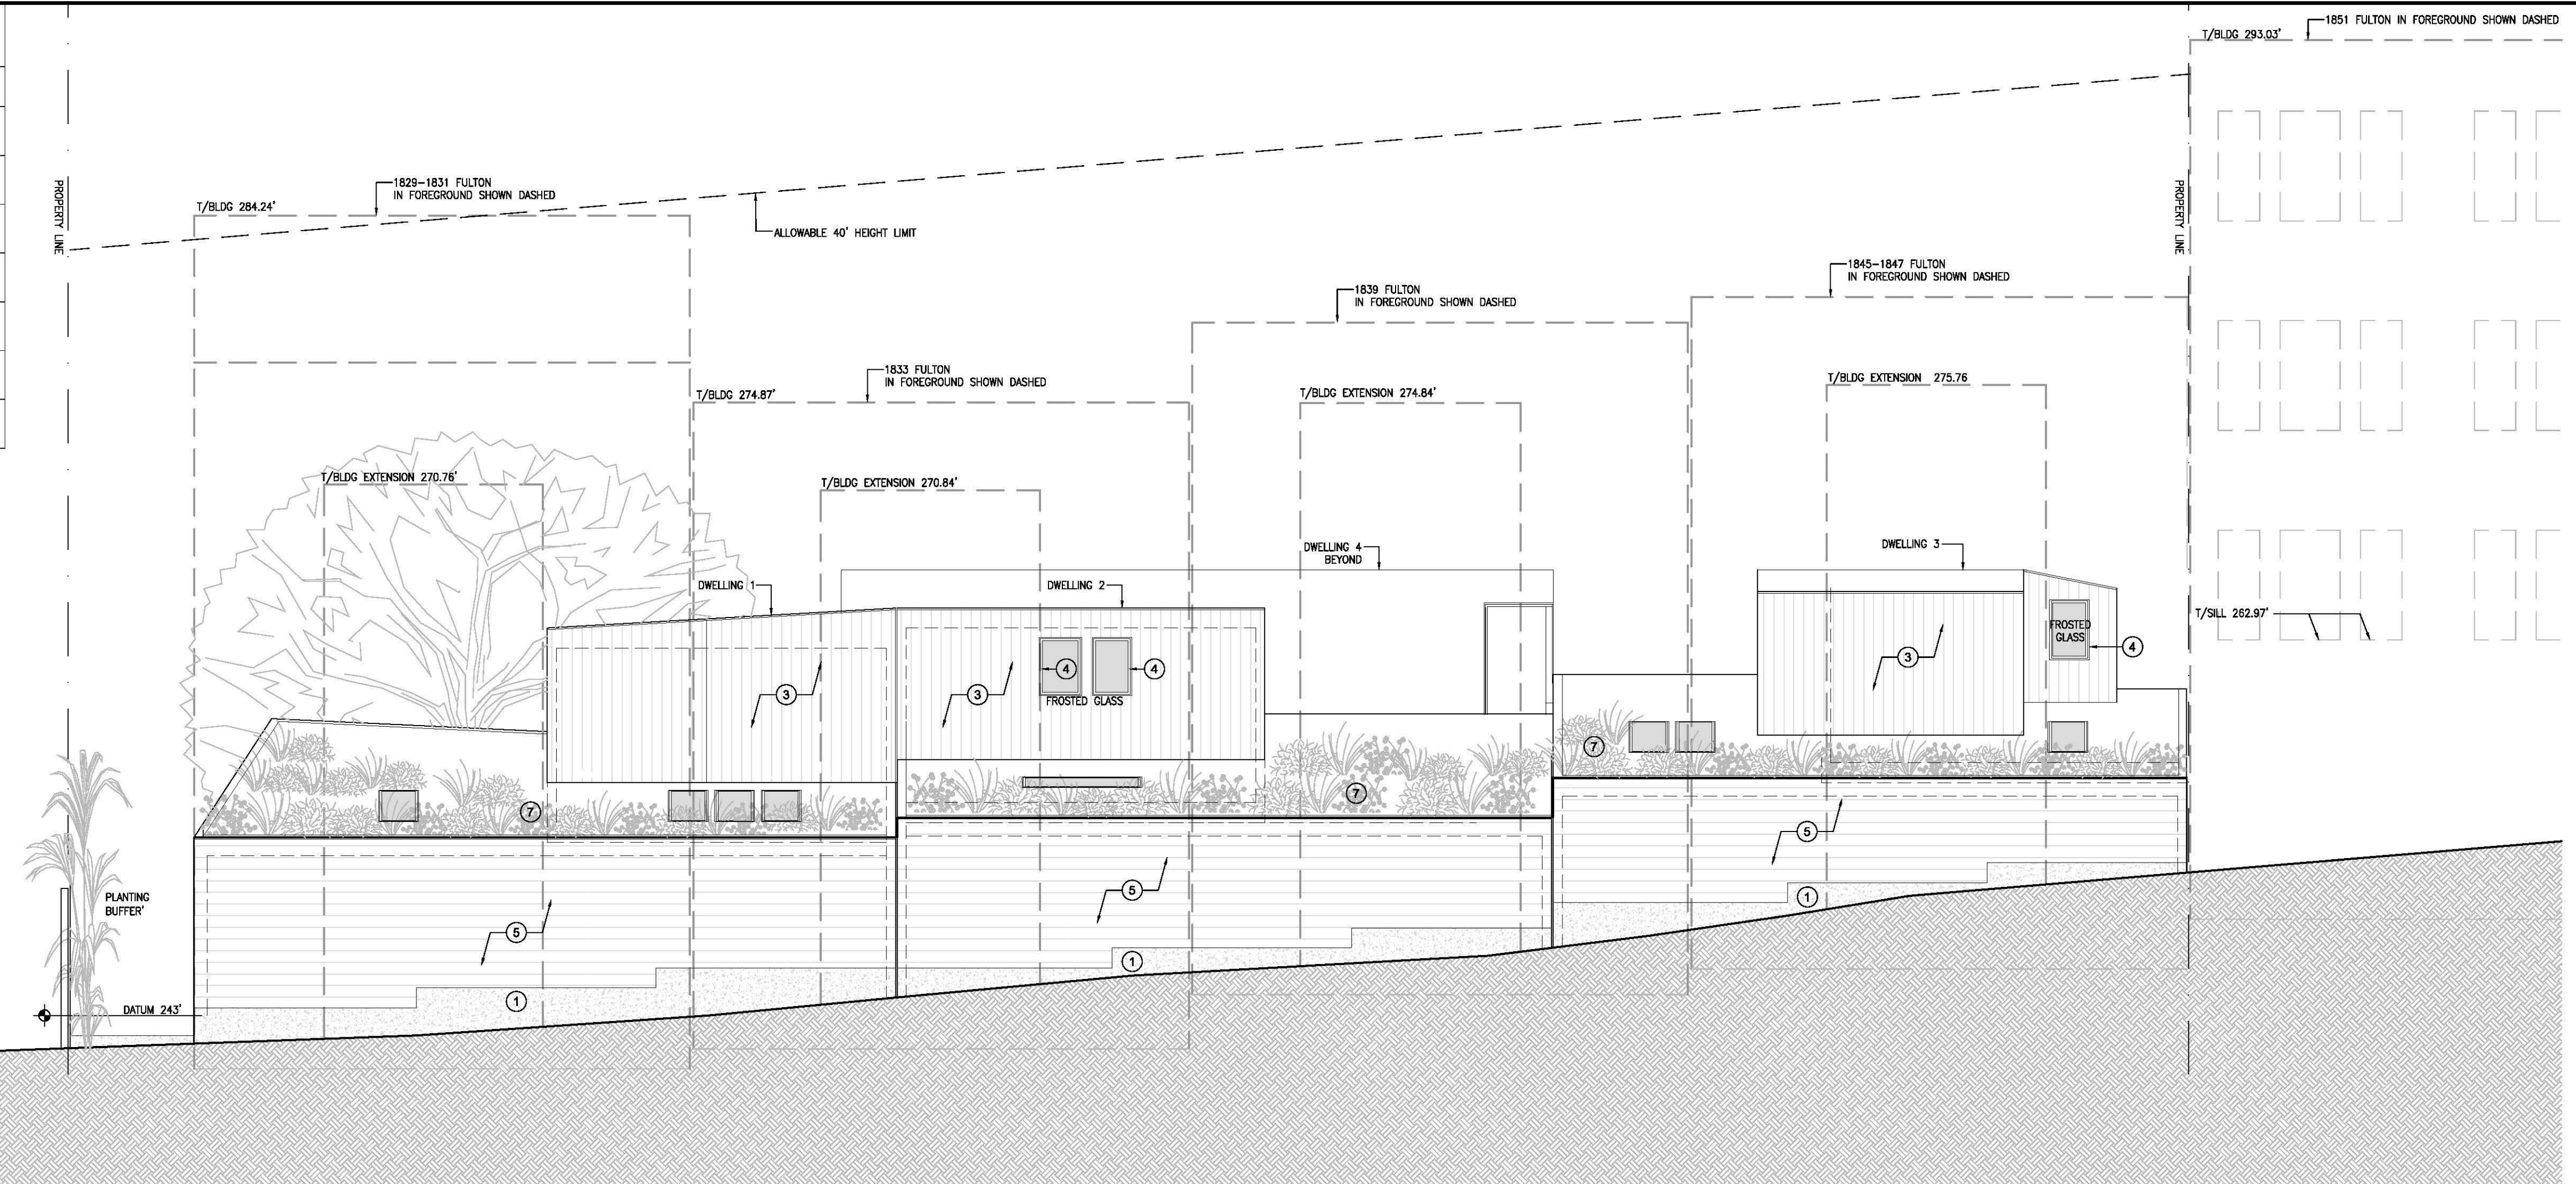 1851 FULTON IN FOREGROUND SHOWN DASHED
T/BLDG 293.03'
PROPERTY LINE
1829-1831 FULTON
IN FOREGROUND SHOWN DASHED
T/BLDG 284.24'
ALLOWABLE 40' HEIGHT LIMIT
PROPERTY LINE
1845-1847 FULTON
IN FOREGROUND SHOWN DASHED
1839 FULTON
IN FOREGROUND SHOWN DASHED
1833 FULTON
IN FOREGROUND SHOWN DASHED
T/BLDG 274.87'
T/BLDG EXTENSION 274.84'
T/BLDG EXTENSION 275.76
T/BLDG EXTENSION 270.76'
T/BLDG EXTENSION 270.84'
DWELLING 4
BEYOND
DWELLING 3
DWELLING 1
DWELLING 2
T/SILL 262.97'
FROSTED
GLASS
4
3
3
3
4
4
FROSTED GLASS
7
7
7
5
5
5
PLANTING
BUFFER'
1
1
1
DATUM 243'